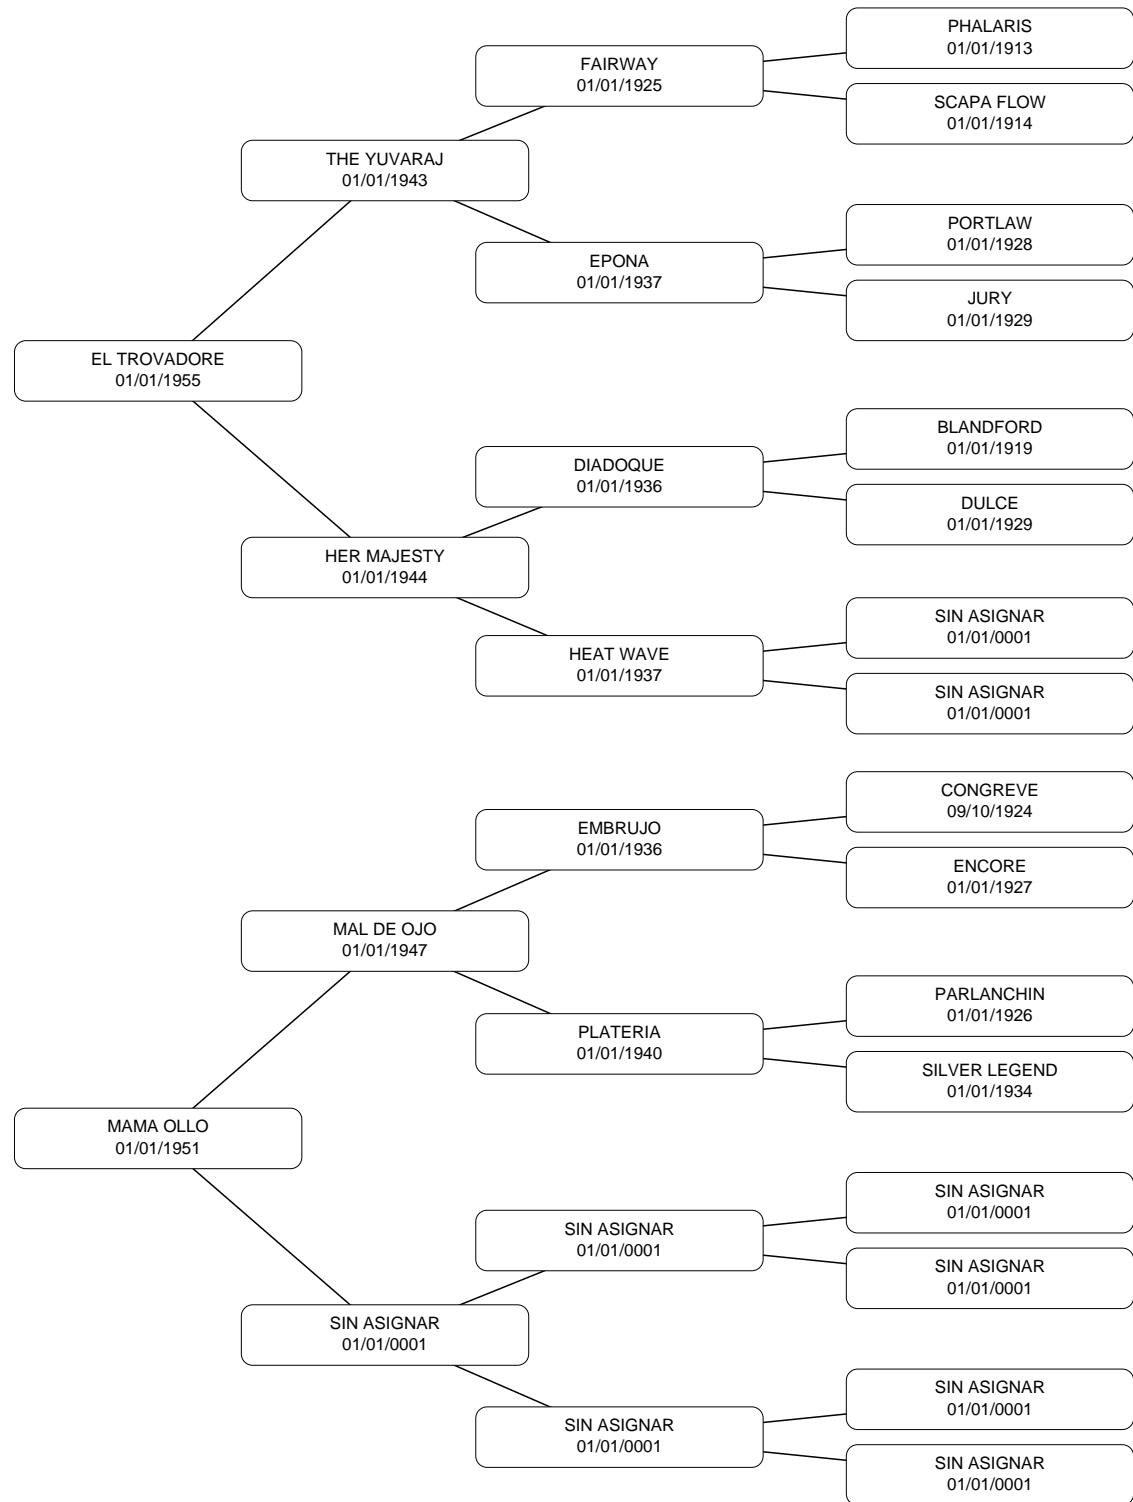 PHALARIS
01/01/1913
FAIRWAY
01/01/1925
SCAPA FLOW
01/01/1914
THE YUVARAJ
01/01/1943
PORTLAW
01/01/1928
EPONA
01/01/1937
JURY
01/01/1929
EL TROVADORE
01/01/1955
BLANDFORD
01/01/1919
DIADOQUE
01/01/1936
DULCE
01/01/1929
HER MAJESTY
01/01/1944
SIN ASIGNAR
01/01/0001
HEAT WAVE
01/01/1937
SIN ASIGNAR
01/01/0001
CONGREVE
09/10/1924
EMBRUJO
01/01/1936
ENCORE
01/01/1927
MAL DE OJO
01/01/1947
PARLANCHIN
01/01/1926
PLATERIA
01/01/1940
SILVER LEGEND
01/01/1934
MAMA OLLO
01/01/1951
SIN ASIGNAR
01/01/0001
SIN ASIGNAR
01/01/0001
SIN ASIGNAR
01/01/0001
SIN ASIGNAR
01/01/0001
SIN ASIGNAR
01/01/0001
SIN ASIGNAR
01/01/0001
SIN ASIGNAR
01/01/0001